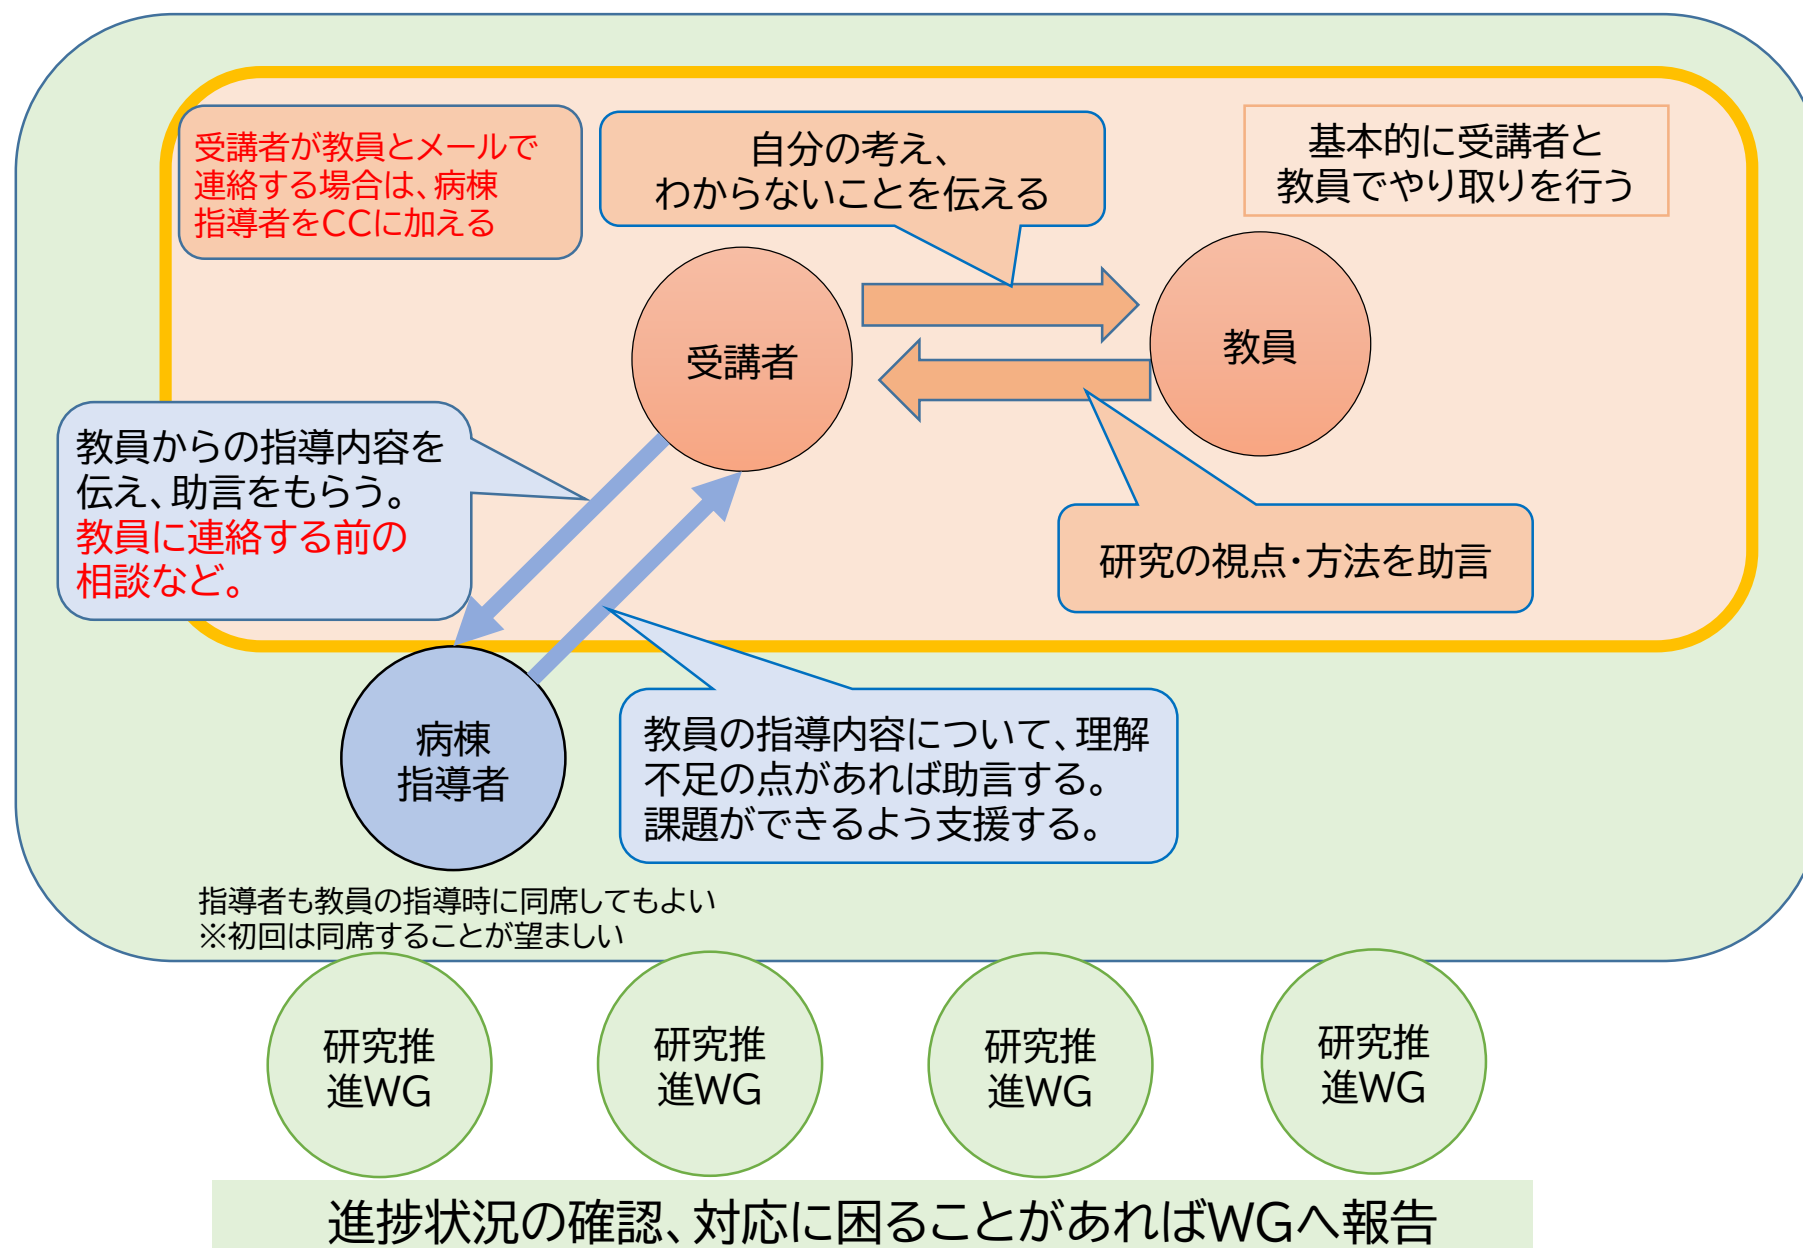 受講者が教員とメールで
連絡する場合は、病棟
指導者をCCに加える
自分の考え、
わからないことを伝える
基本的に受講者と
教員でやり取りを行う
受講者
教員
教員からの指導内容を
伝え、助言をもらう。
教員に連絡する前の
相談など。
研究の視点・方法を助言
病棟
指導者
教員の指導内容について、理解
不足の点があれば助言する。
課題ができるよう支援する。
指導者も教員の指導時に同席してもよい
※初回は同席することが望ましい
研究推
進WG
研究推
進WG
研究推
進WG
研究推
進WG
進捗状況の確認、対応に困ることがあればWGへ報告